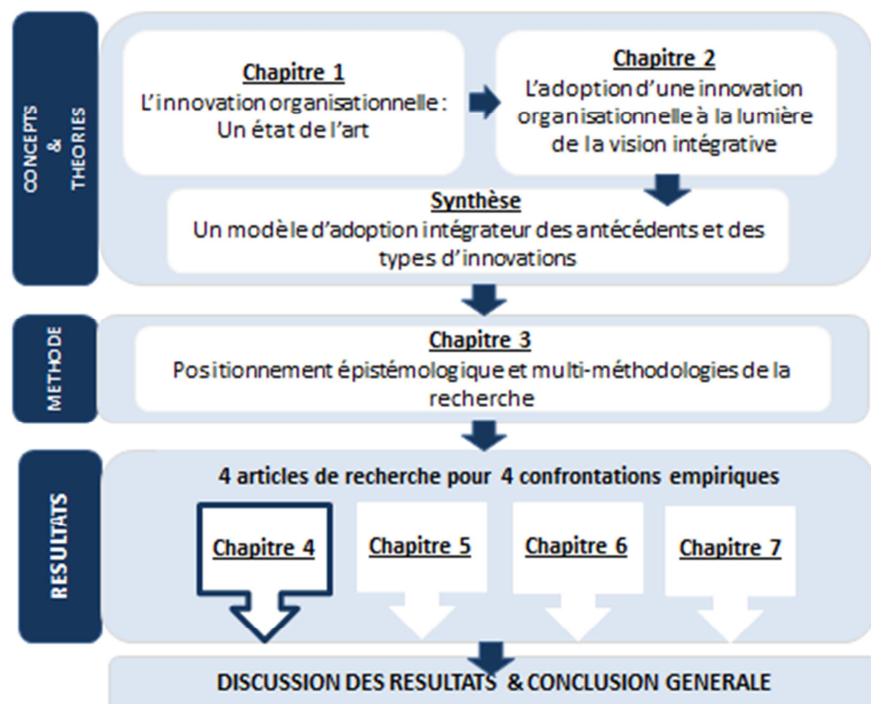 CONCEPTS
&
THEORIES
Chapitre 1
L'innovation organisationnelle :
Un état de l'art
Chapitre 2
L'adoption d'une innovation
organisationnelle à la lumière
de la vision intégrative
Synthèse
Un modèle d'adoption intégrateur des antécédents et des
types d'innovations
METHODE
Chapitre 3
Positionnement épistémologique et multi-méthodologies de la
recherche
RESULTATS
4 articles de recherche pour 4 confrontations empiriques
Chapitre 4
Chapitre 5
Chapitre 6
Chapitre 7
DISCUSSION DES RESULTATS & CONCLUSION GENERALE